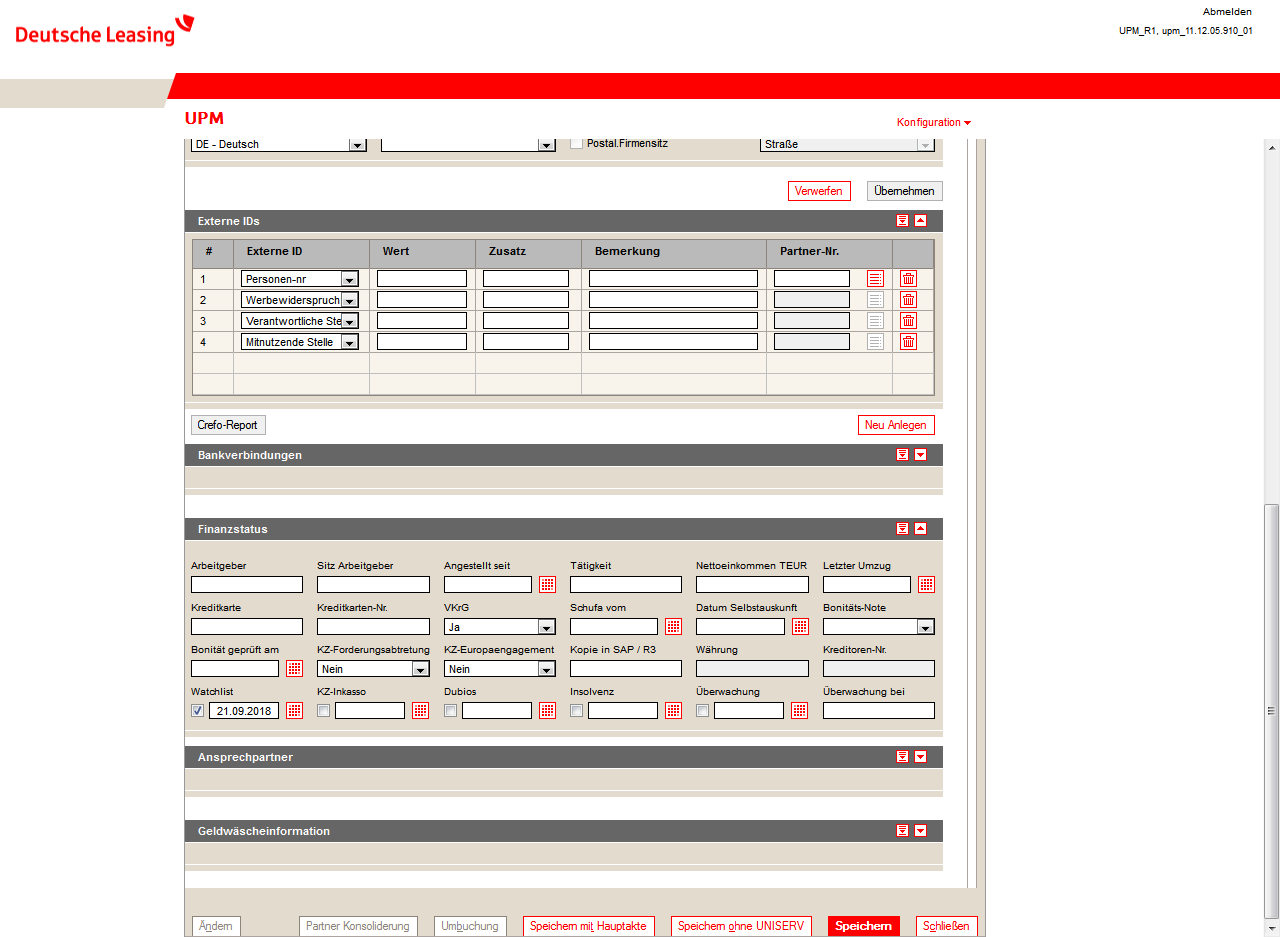 Abmelden
Deutsche Leasing
UPM_R1, upm_11.12.05.910_01
UPM
Konfiguration
DE - Deutsch Postal.Firmensitz Straße
Verwerfen Übernehmen
Externe IDs
# Externe ID Wert Zusatz Bemerkung Partner-Nr.
1 Personen-nr
2 Werbewiderspruch
3 Verantwortliche Ste
4 Mitnutzende Stelle
Crefo-Report Neu Anlegen
Bankverbindungen
Finanzstatus
Arbeitgeber Sitz Arbeitgeber Angestellt seit Tätigkeit Nettoeinkommen TEUR Letzter Umzug
Kreditkarte Kreditkarten-Nr. VKrG Schufa vom Datum Selbstauskunft Bonitäts-Note
Ja
Bonität geprüft am KZ-Forderungsabtretung KZ-Europaengagement Kopie in SAP / R3 Währung Kreditoren-Nr.
Nein Nein
Watchlist KZ-Inkasso Dubios Insolvenz Überwachung Überwachung bei
21.09.2018
Ansprechpartner
Geldwäscheinformation
Ändern Partner Konsolidierung Umbuchung Speichern mit Hauptakte Speichern ohne UNISERV Speichern Schließen